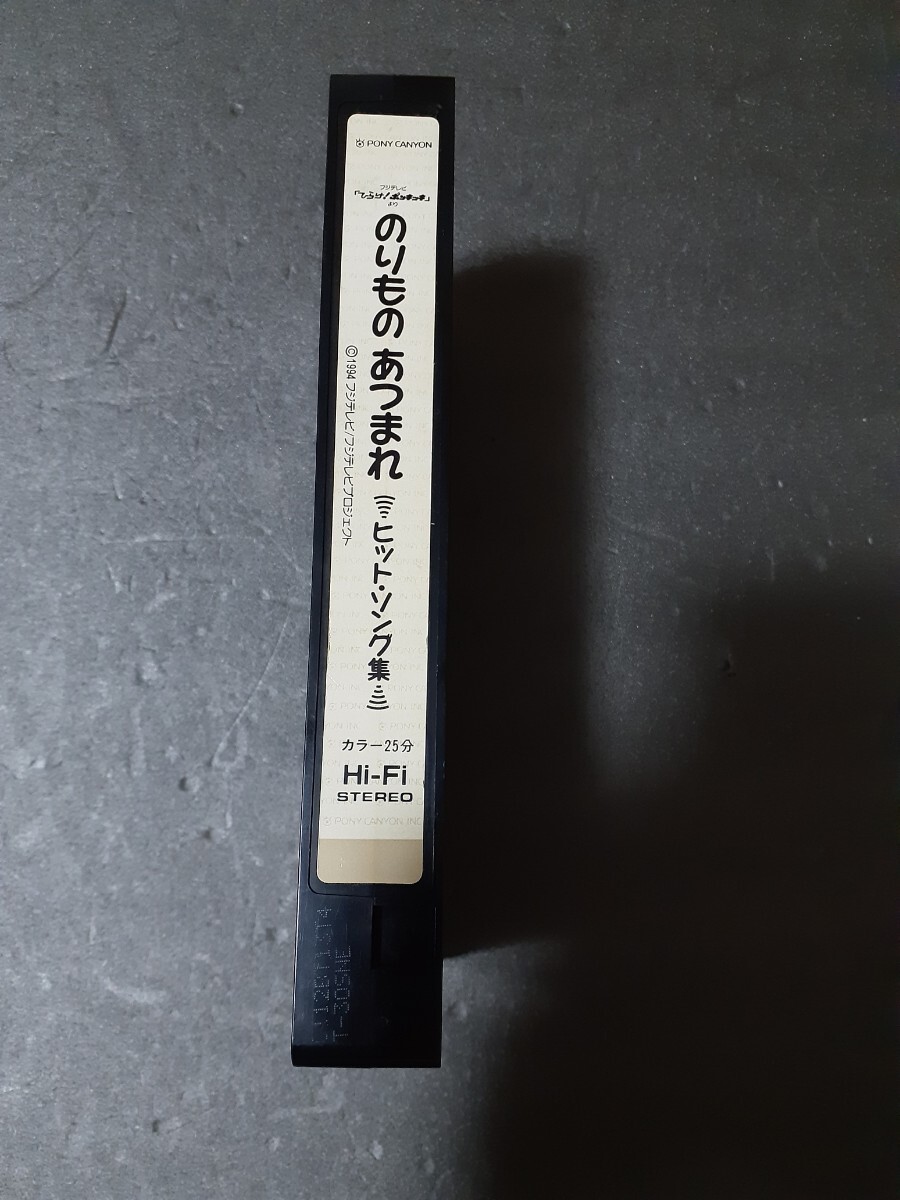 PONY CANYON
フジテレビ
「ひらけ!ポンキッキ」
より
のりもの あつまれ
ヒット・ソング集
©1994 フジテレビ/フジテレビプロジェクト
カラー25分
Hi-Fi
STEREO
PONY CANYON INC